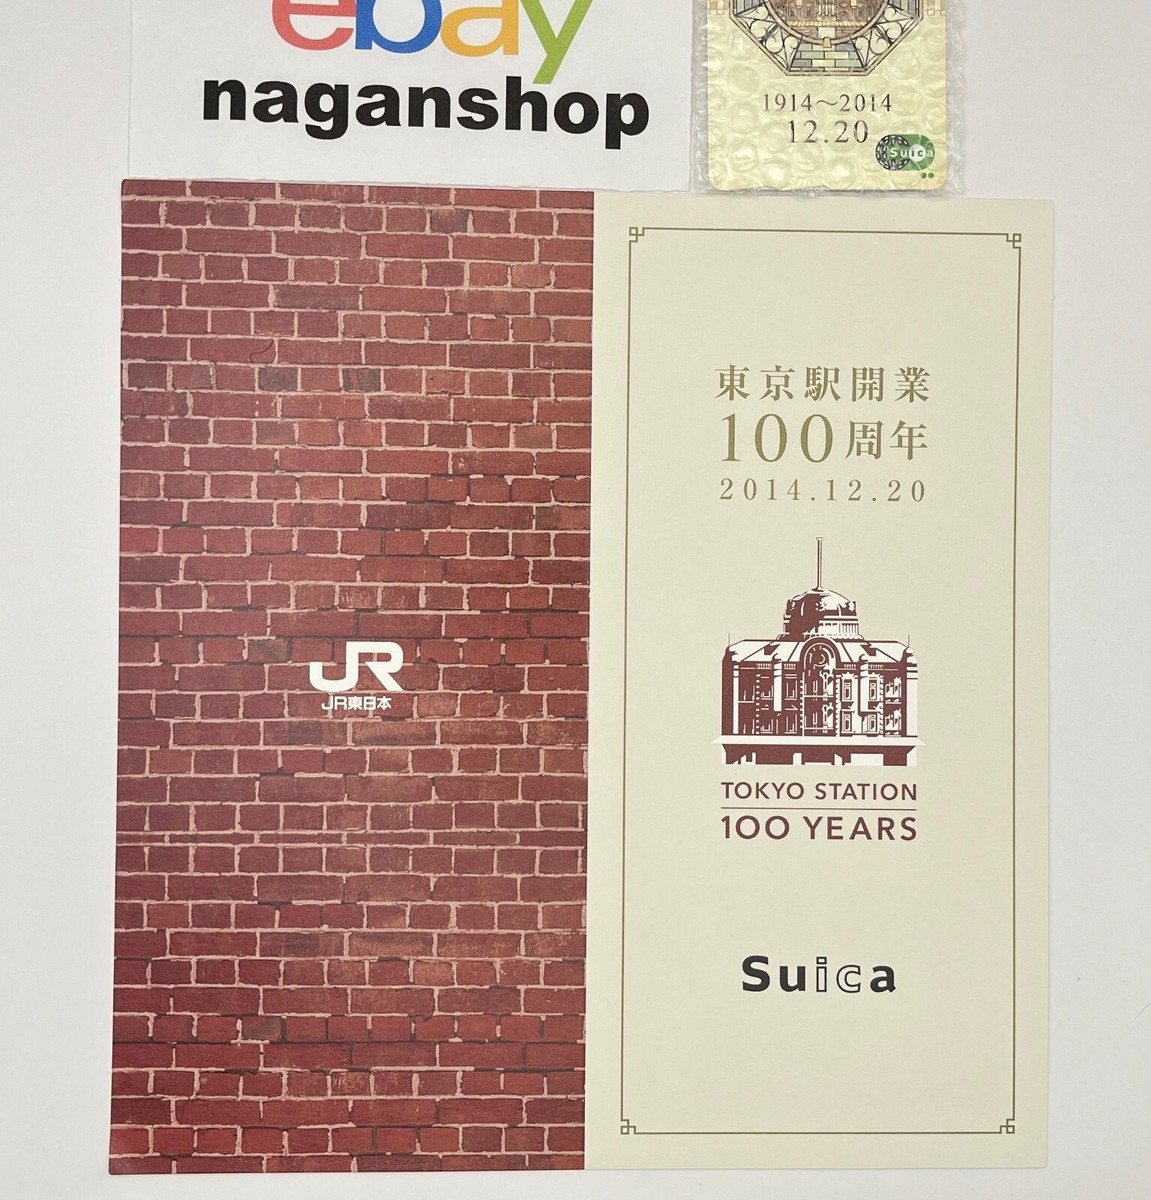 ebay
naganshop
1914～2014
12.20
Suica
東京駅開業
100周年
2014.12.20
JR
JR東日本
TOKYO STATION
100 YEARS
Suica